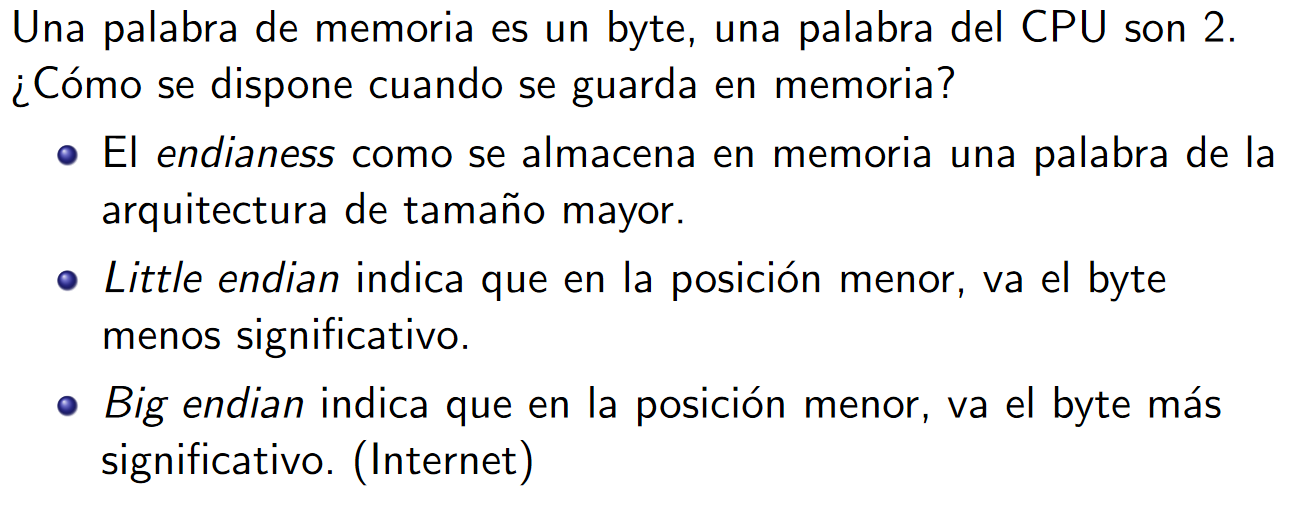 Una palabra de memoria es un byte, una palabra del CPU son 2.
¿Cómo se dispone cuando se guarda en memoria?
El endianess como se almacena en memoria una palabra de la
arquitectura de tamaño mayor.
Little endian indica que en la posición menor, va el byte
menos significativo.
Big endian indica que en la posición menor, va el byte más
significativo. (Internet)